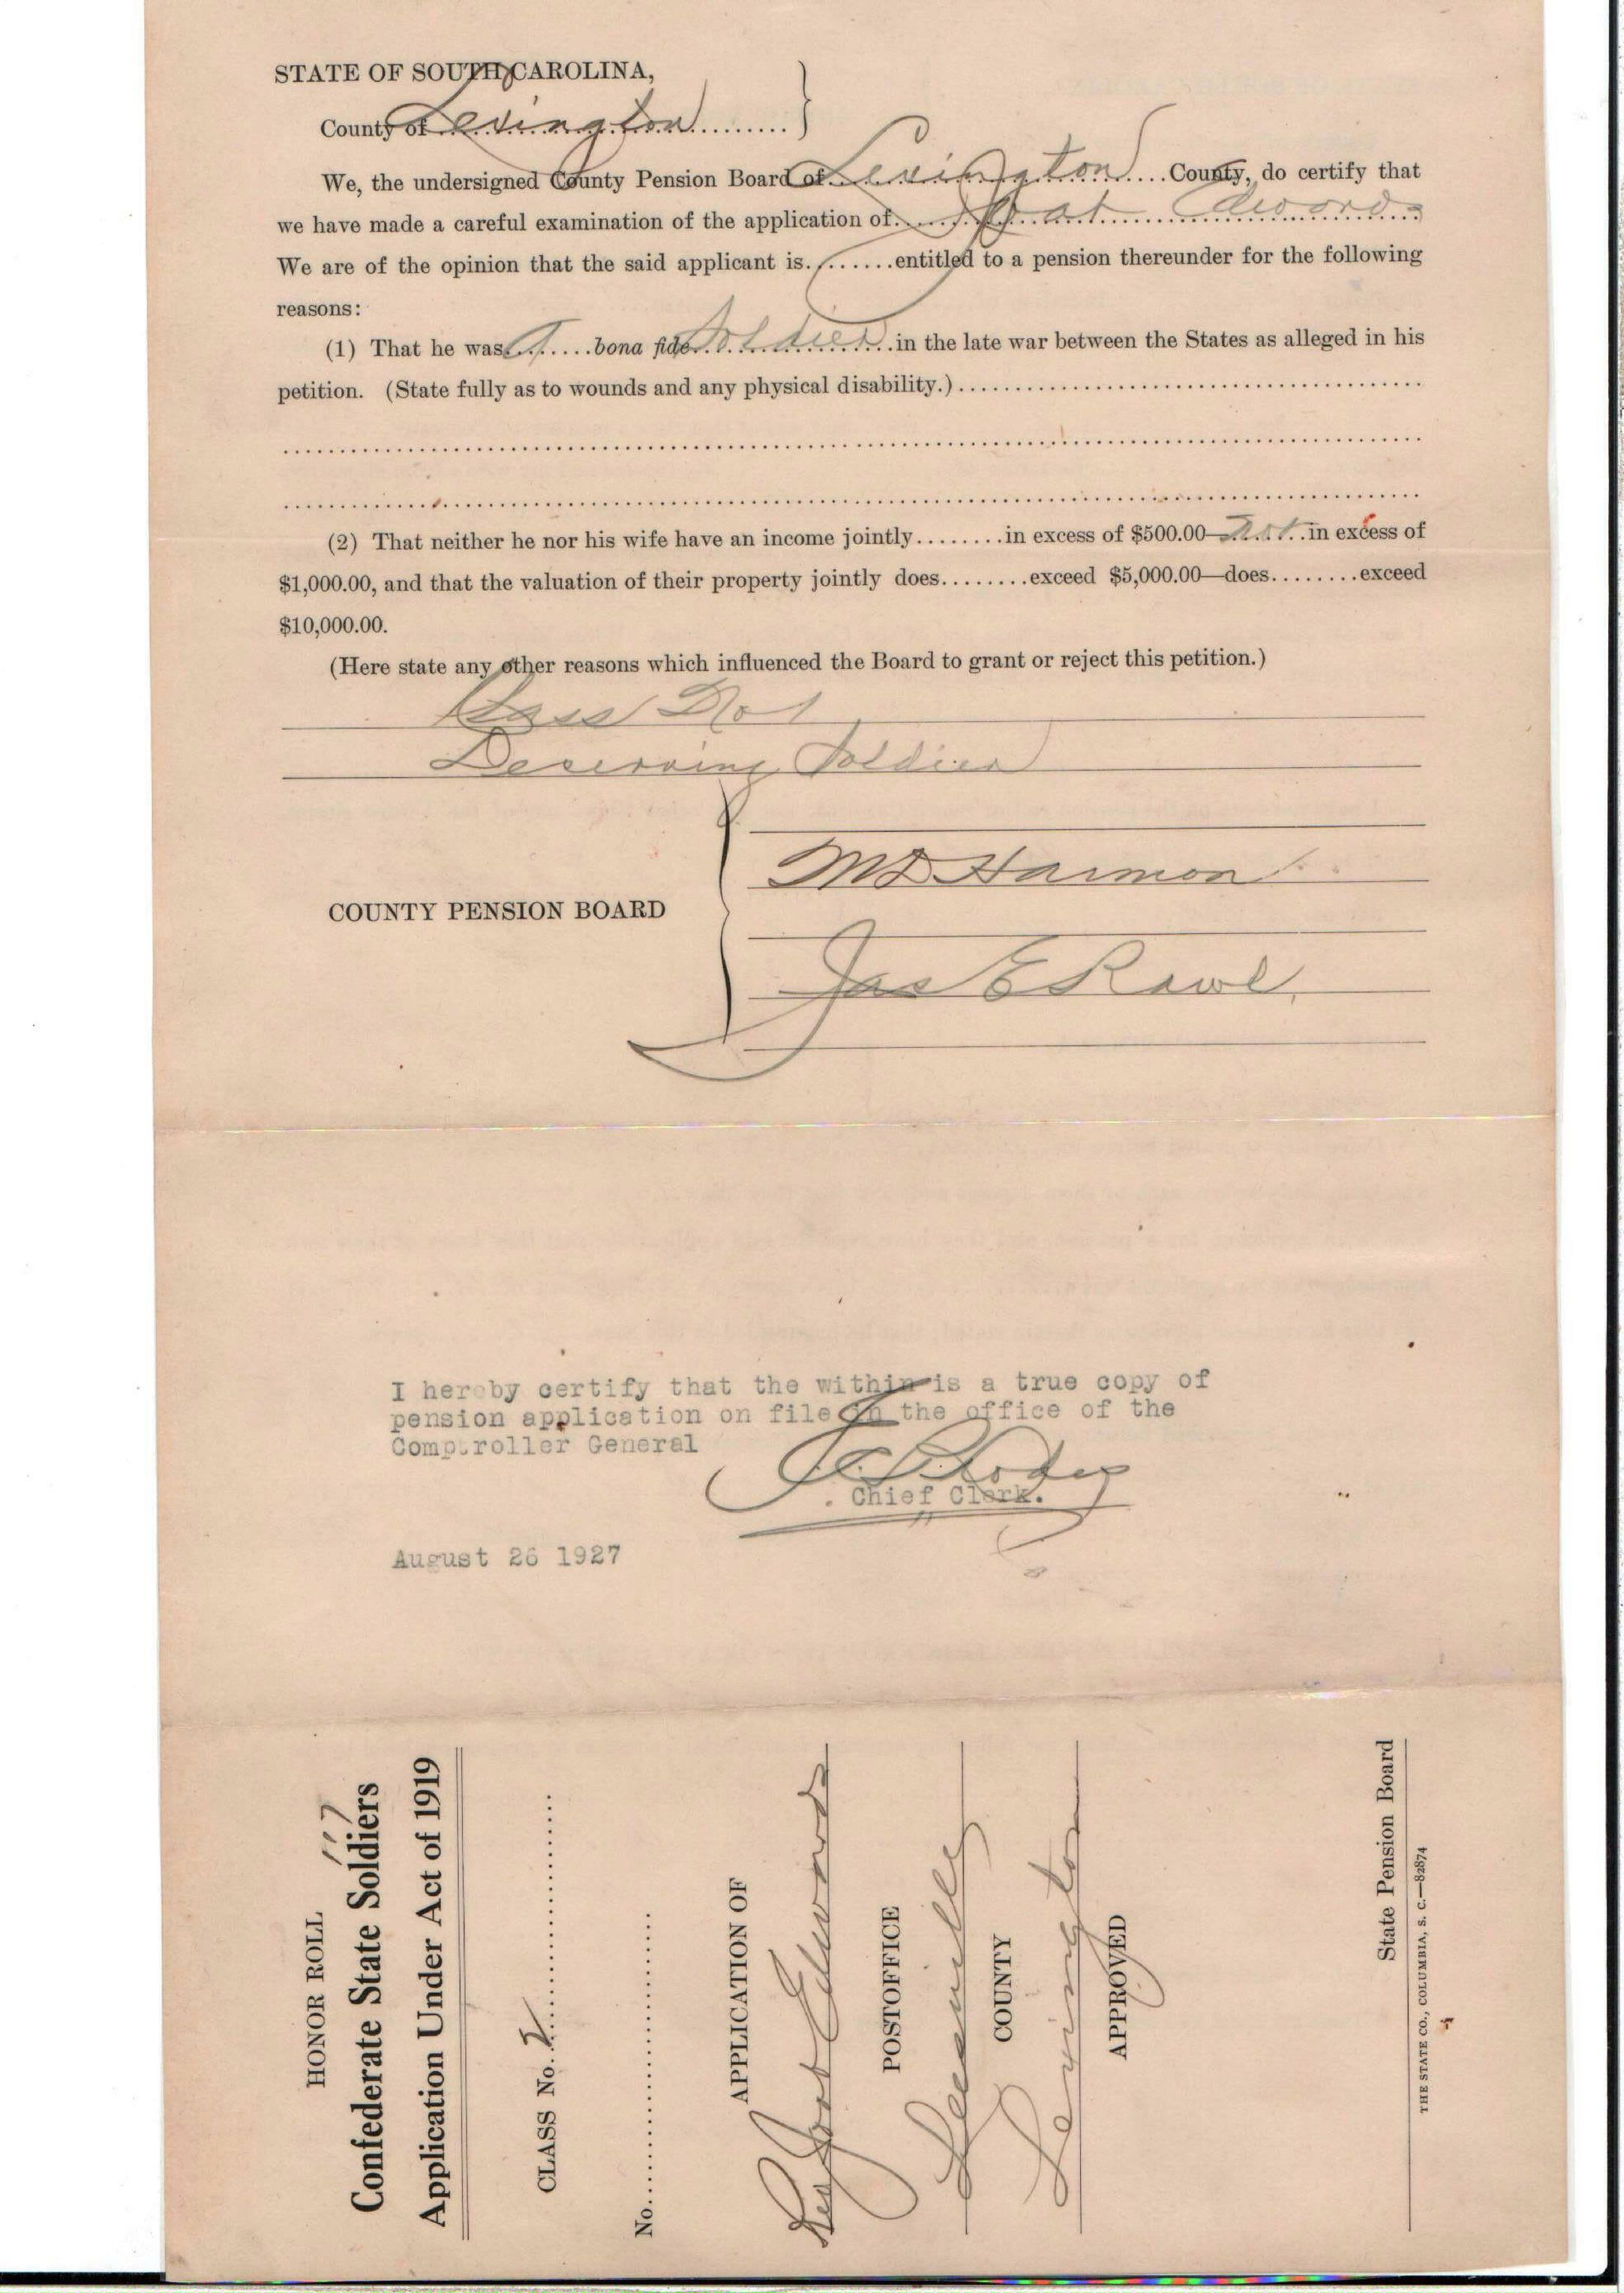 STATE OF SOUTH CAROLINA,
County of Lexington
We, the undersigned County Pension Board of Lexington County, do certify that
we have made a careful examination of the application of
We are of the opinion that the said applicant is ........ entitled to a pension thereunder for the following
reasons:
(1) That he was A bona fide Soldier in the late war between the States as alleged in his
petition. (State fully as to wounds and any physical disability.)
(2) That neither he nor his wife have an income jointly ........ in excess of $500.00—not in excess of
$1,000.00, and that the valuation of their property jointly does ........ exceed $5,000.00—does ........ exceed
$10,000.00.
(Here state any other reasons which influenced the Board to grant or reject this petition.)
Class No 1
Deserving Soldier
COUNTY PENSION BOARD
MD Harmon
Jas E Rawl
I hereby certify that the within is a true copy of
pension application on file in the office of the
Comptroller General
Chief Clerk.
August 26 1927
HONOR ROLL
Confederate State Soldiers
Application Under Act of 1919
CLASS No. 2
No.
APPLICATION OF
Edwards
POSTOFFICE
Leesville
COUNTY
Lexington
APPROVED
State Pension Board
THE STATE CO., COLUMBIA, S. C.—82874